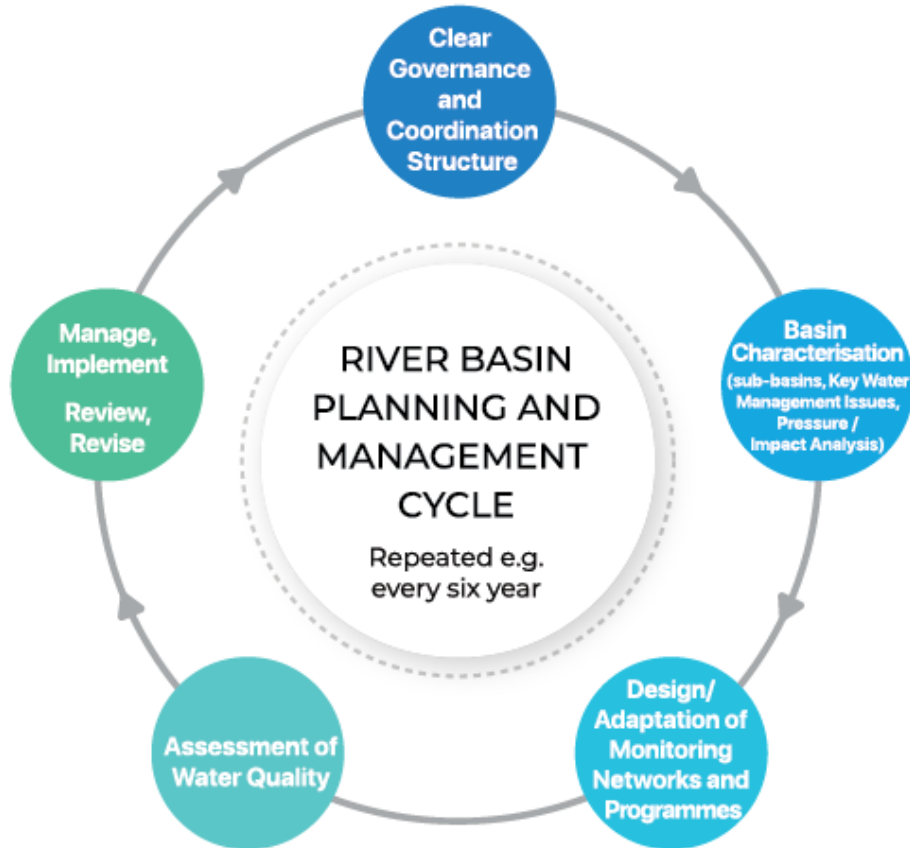 Clear
Governance
and
Coordination
Structure
Basin
Characterisation
(sub-basins, Key Water
Management Issues,
Pressure /
Impact Analysis)
Design/
Adaptation of
Monitoring
Networks and
Programmes
Assessment of
Water Quality
Manage,
Implement
Review,
Revise
RIVER BASIN
PLANNING AND
MANAGEMENT
CYCLE
Repeated e.g.
every six year